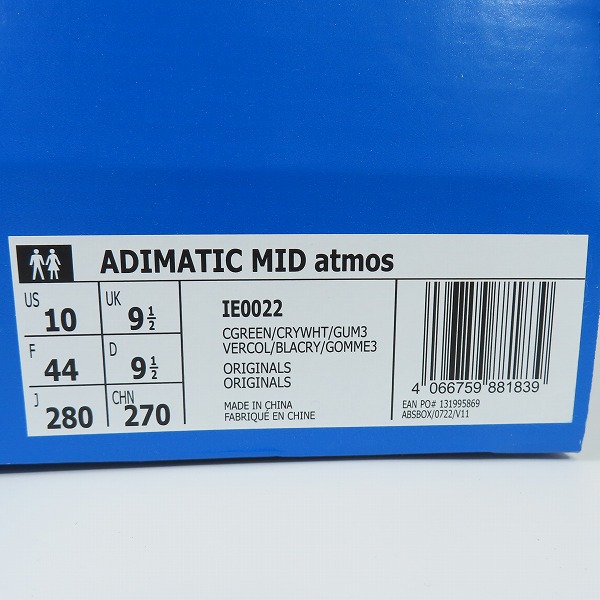 ADIMATIC MID atmos
US 10 UK 9 1/2
F 44 D 9 1/2
J 280 CHN 270
IE0022
CGREEN/CRYWHT/GUM3
VERCOL/BLACRY/GOMME3
ORIGINALS
ORIGINALS
MADE IN CHINA
FABRIQUÉ EN CHINE
4 066759 881839
EAN PO# 131995869
ABSBOX/0722/V11